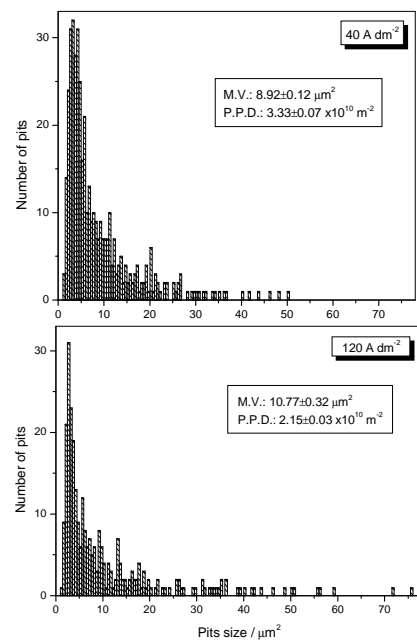 40 A dm-2
M.V.: 8.92±0.12 μm2
P.P.D.: 3.33±0.07 x1010 m-2
Number of pits
30
20
10
0
0 10 20 30 40 50 60 70
120 A dm-2
M.V.: 10.77±0.32 μm2
P.P.D.: 2.15±0.03 x1010 m-2
Number of pits
30
20
10
0
0 10 20 30 40 50 60 70
Pits size / μm2